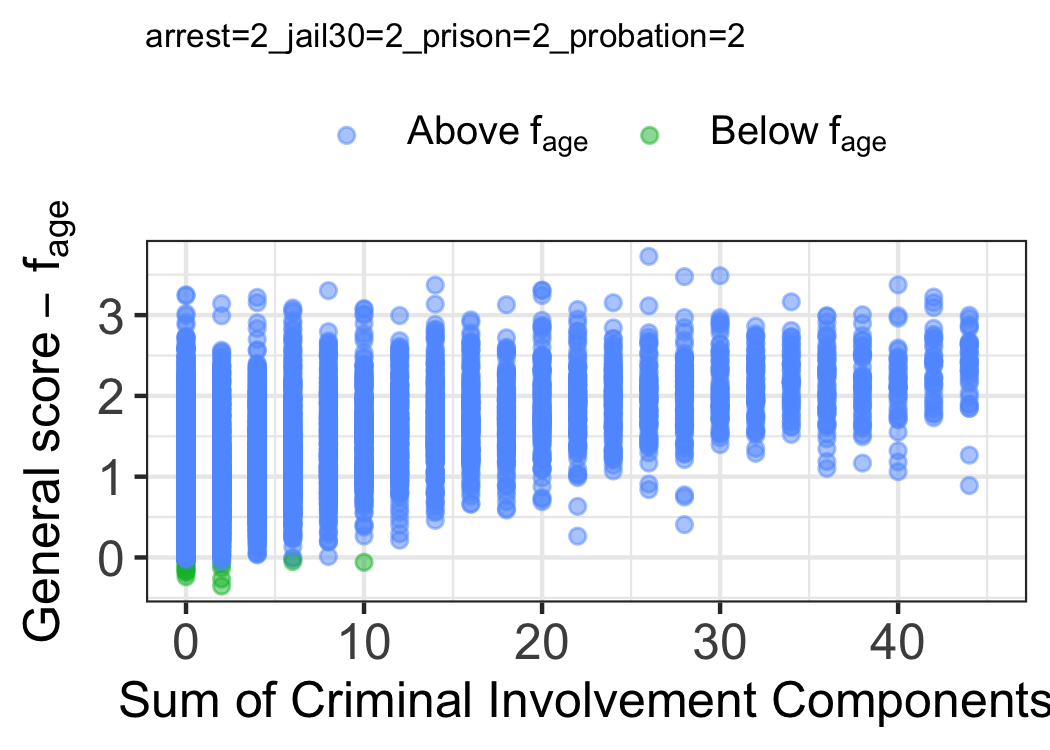 arrest=2_jail30=2_prison=2_probation=2
Above fage
Below fage
General score − fage
3
2
1
0
0
10
20
30
40
Sum of Criminal Involvement Components